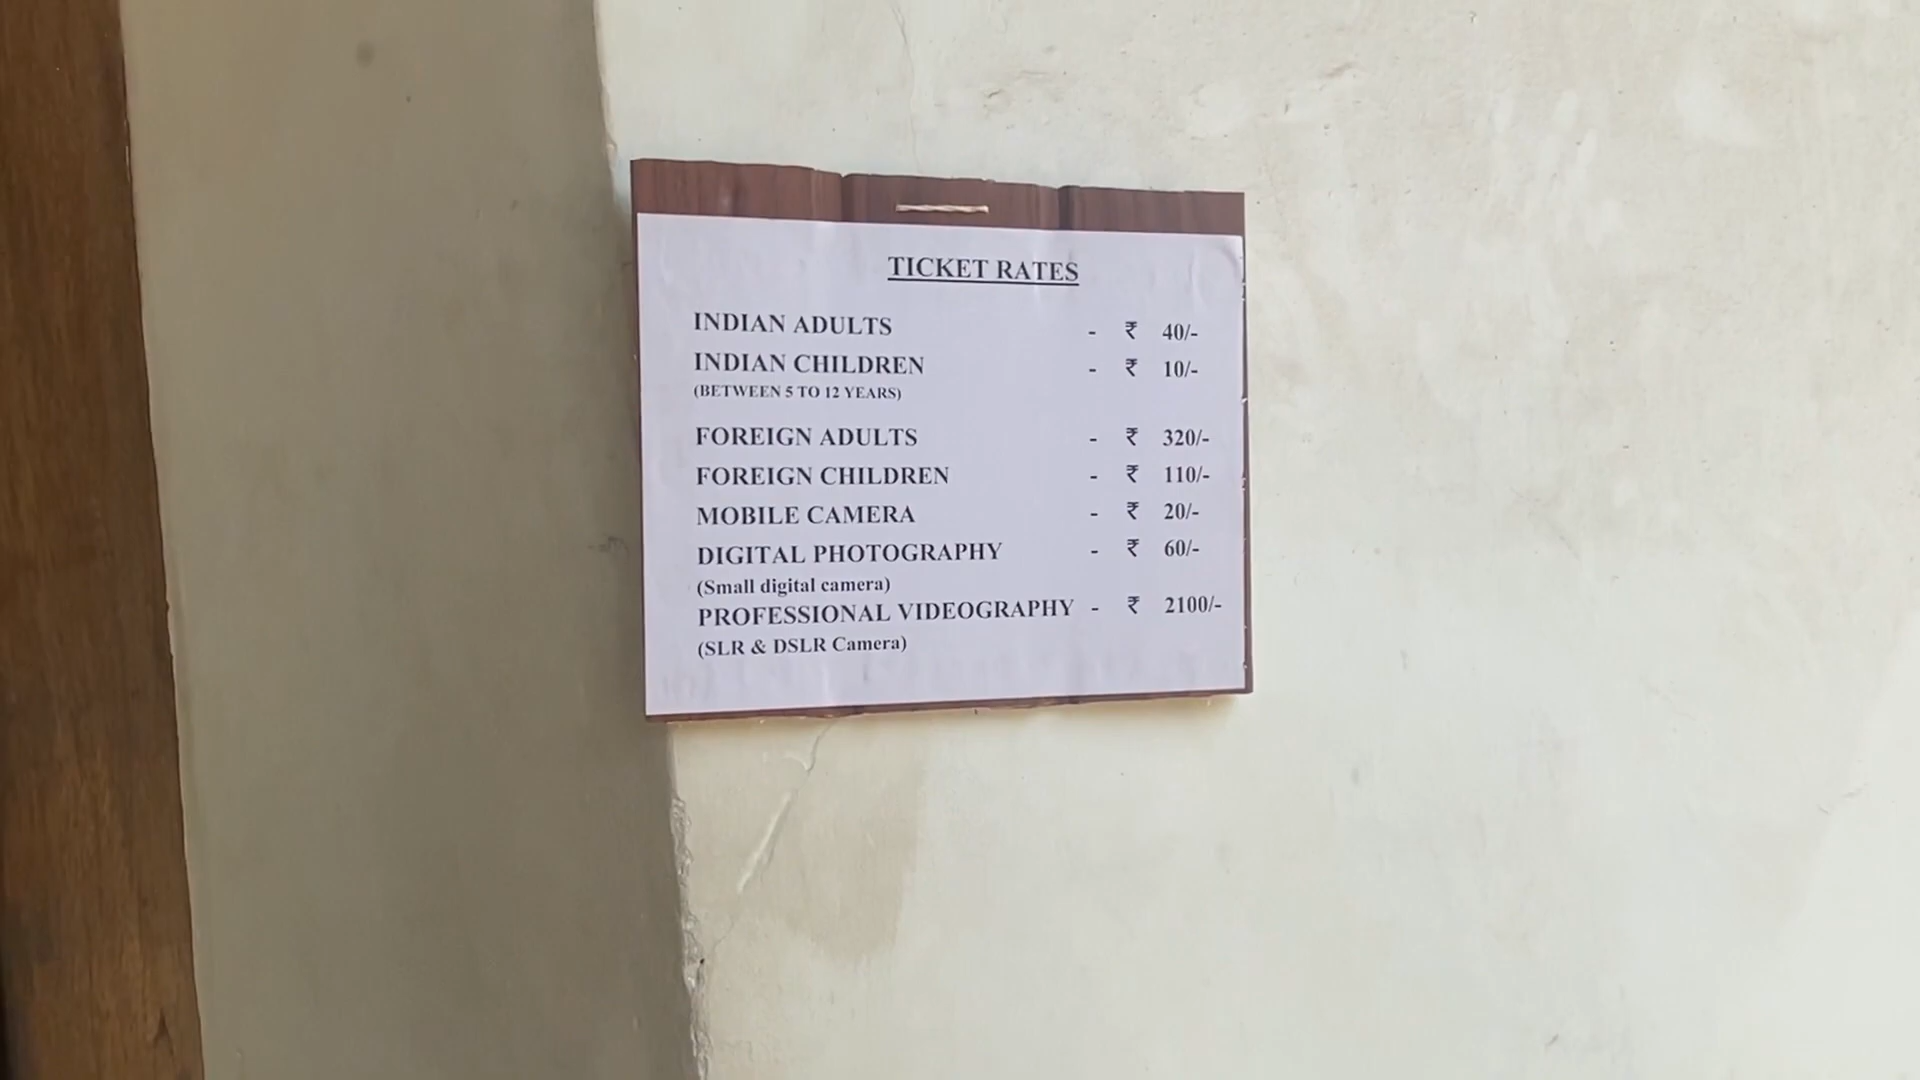 TICKET RATES
INDIAN ADULTS - ₹ 40/-
INDIAN CHILDREN - ₹ 10/-
(BETWEEN 5 TO 12 YEARS)
FOREIGN ADULTS - ₹ 320/-
FOREIGN CHILDREN - ₹ 110/-
MOBILE CAMERA - ₹ 20/-
DIGITAL PHOTOGRAPHY - ₹ 60/-
(Small digital camera)
PROFESSIONAL VIDEOGRAPHY - ₹ 2100/-
(SLR & DSLR Camera)